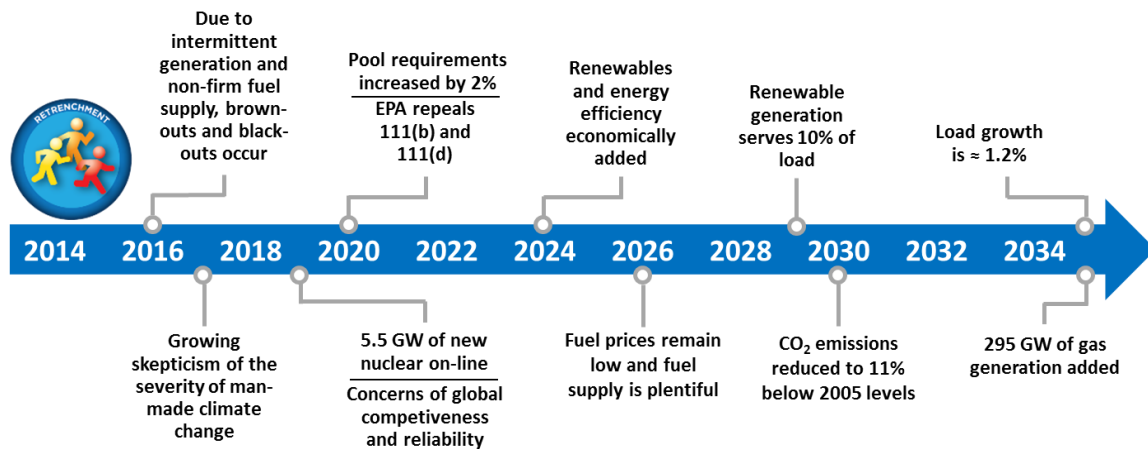 RETRENCHMENT
Due to
intermittent
generation and
non-firm fuel
supply, brown-
outs and black-
outs occur
Pool requirements
increased by 2%
EPA repeals
111(b) and
111(d)
Renewables
and energy
efficiency
economically
added
Renewable
generation
serves 10% of
load
Load growth
is ≈ 1.2%
2014 2016 2018 2020 2022 2024 2026 2028 2030 2032 2034
Growing
skepticism of the
severity of man-
made climate
change
5.5 GW of new
nuclear on-line
Concerns of global
competiveness
and reliability
Fuel prices remain
low and fuel
supply is plentiful
CO₂ emissions
reduced to 11%
below 2005 levels
295 GW of gas
generation added